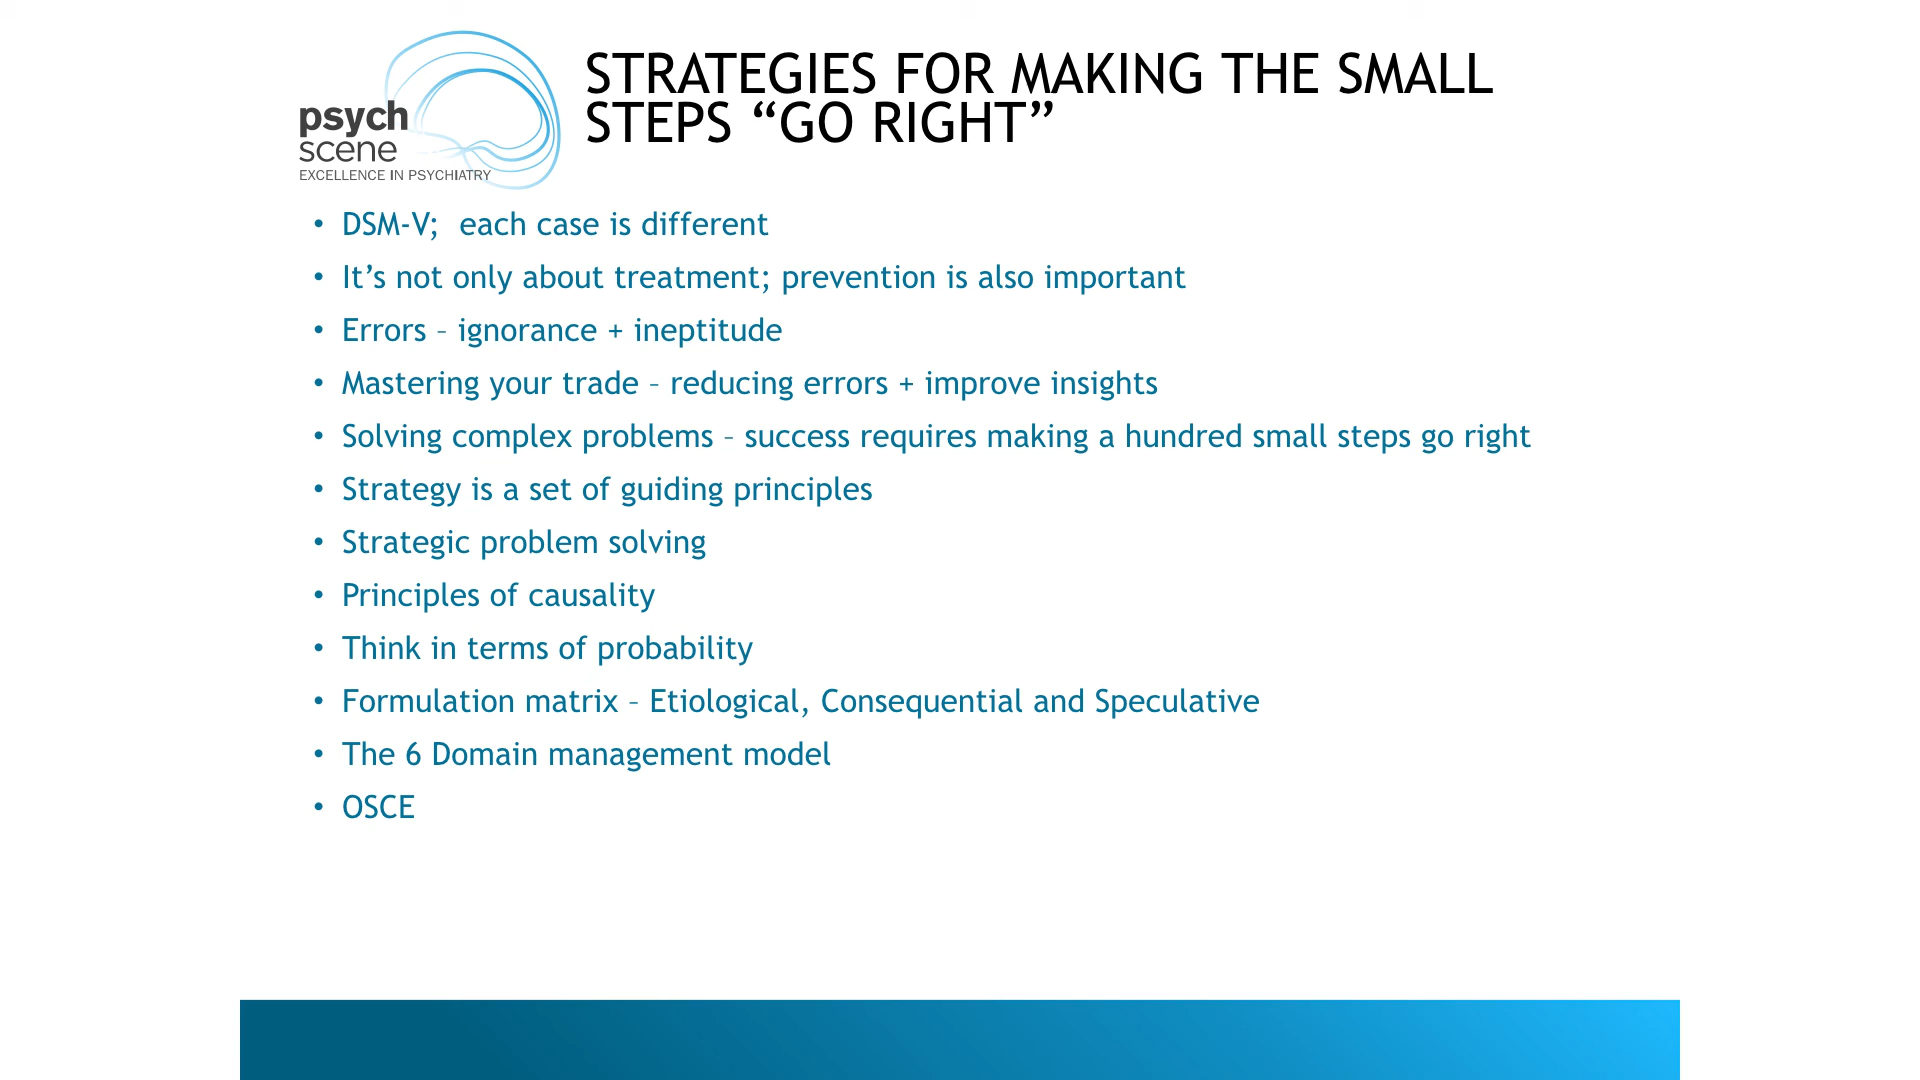 psych
scene
EXCELLENCE IN PSYCHIATRY
STRATEGIES FOR MAKING THE SMALL
STEPS “GO RIGHT”
• DSM-V;  each case is different
• It’s not only about treatment; prevention is also important
• Errors – ignorance + ineptitude
• Mastering your trade – reducing errors + improve insights
• Solving complex problems – success requires making a hundred small steps go right
• Strategy is a set of guiding principles
• Strategic problem solving
• Principles of causality
• Think in terms of probability
• Formulation matrix – Etiological, Consequential and Speculative
• The 6 Domain management model
• OSCE